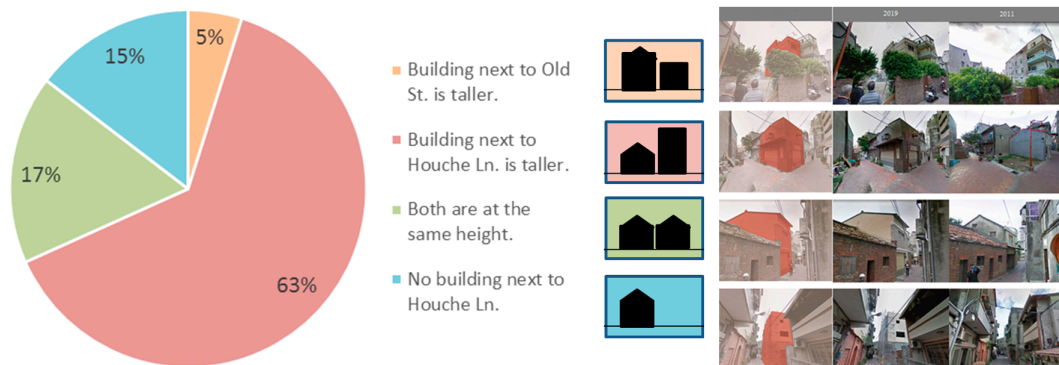 5%
15%
17%
63%
Building next to Old
St. is taller.
Building next to
Houche Ln. is taller.
Both are at the
same height.
No building next to
Houche Ln.
2019
2011